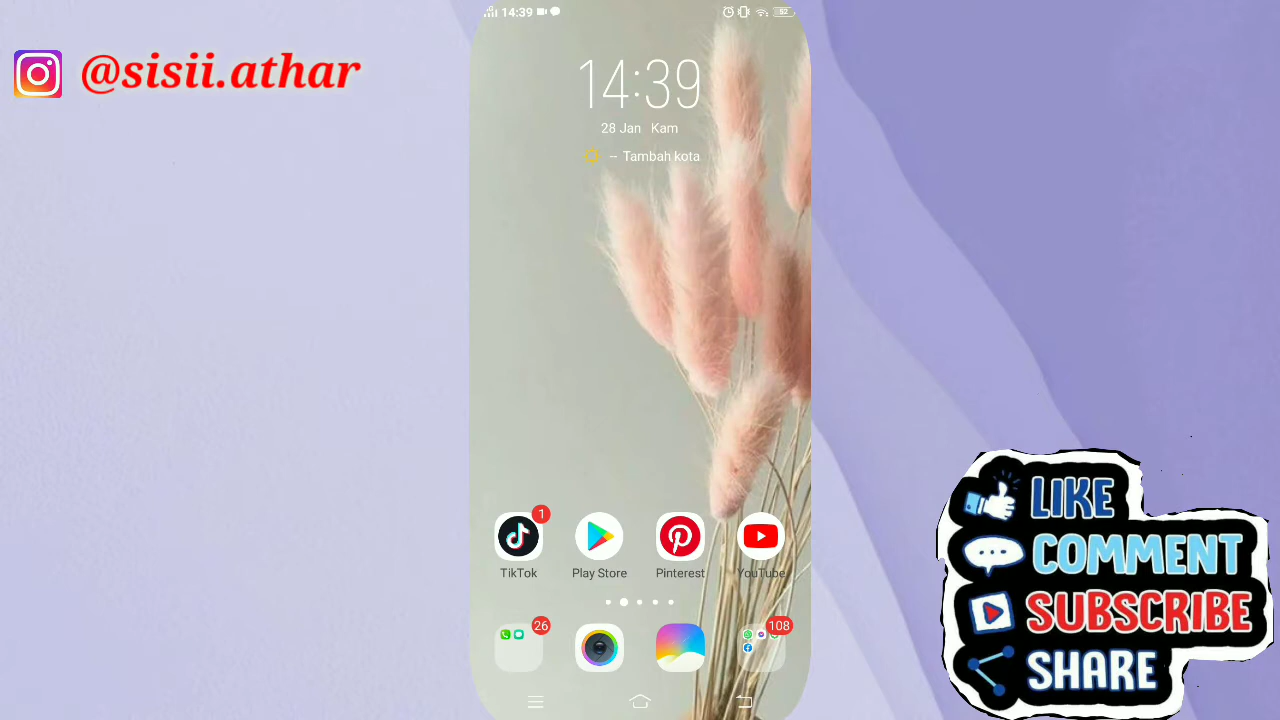 14:39
52
@sisii.athar
14:39
28 Jan Kam
– Tambah kota
1
TikTok
Play Store
Pinterest
YouTube
26
108
LIKE
COMMENT
SUBSCRIBE
SHARE